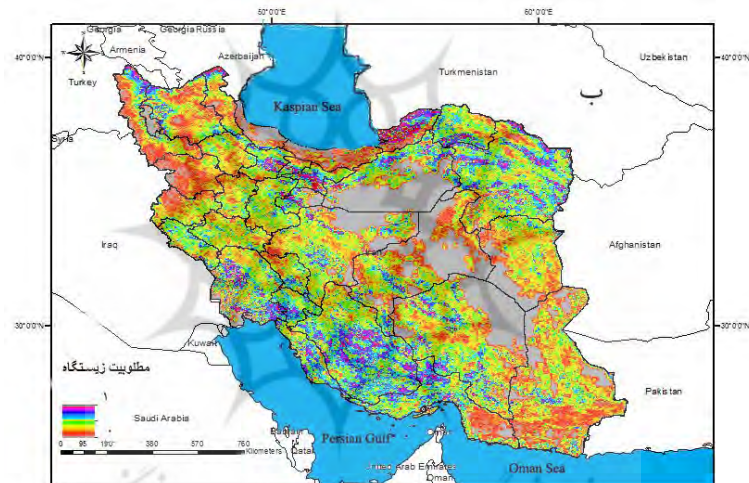 50°0'0"E
60°0'0"E
Georgia
Georgia Russia
Armenia
Azerbaijan
Uzbekistan
40°0'0"N
40°0'0"N
Turkey
Turkmenistan
ب
Kaspian Sea
Syria
Iraq
Afghanistan
30°0'0"N
30°0'0"N
Kuwait
مطلوبیت زیستگاه
۱
۰
Pakistan
Saudi Arabia
Persian Gulf
0 95 190 380 570 760
Kilometers
Qatar
United Arab Emirates
Oman
Oman Sea